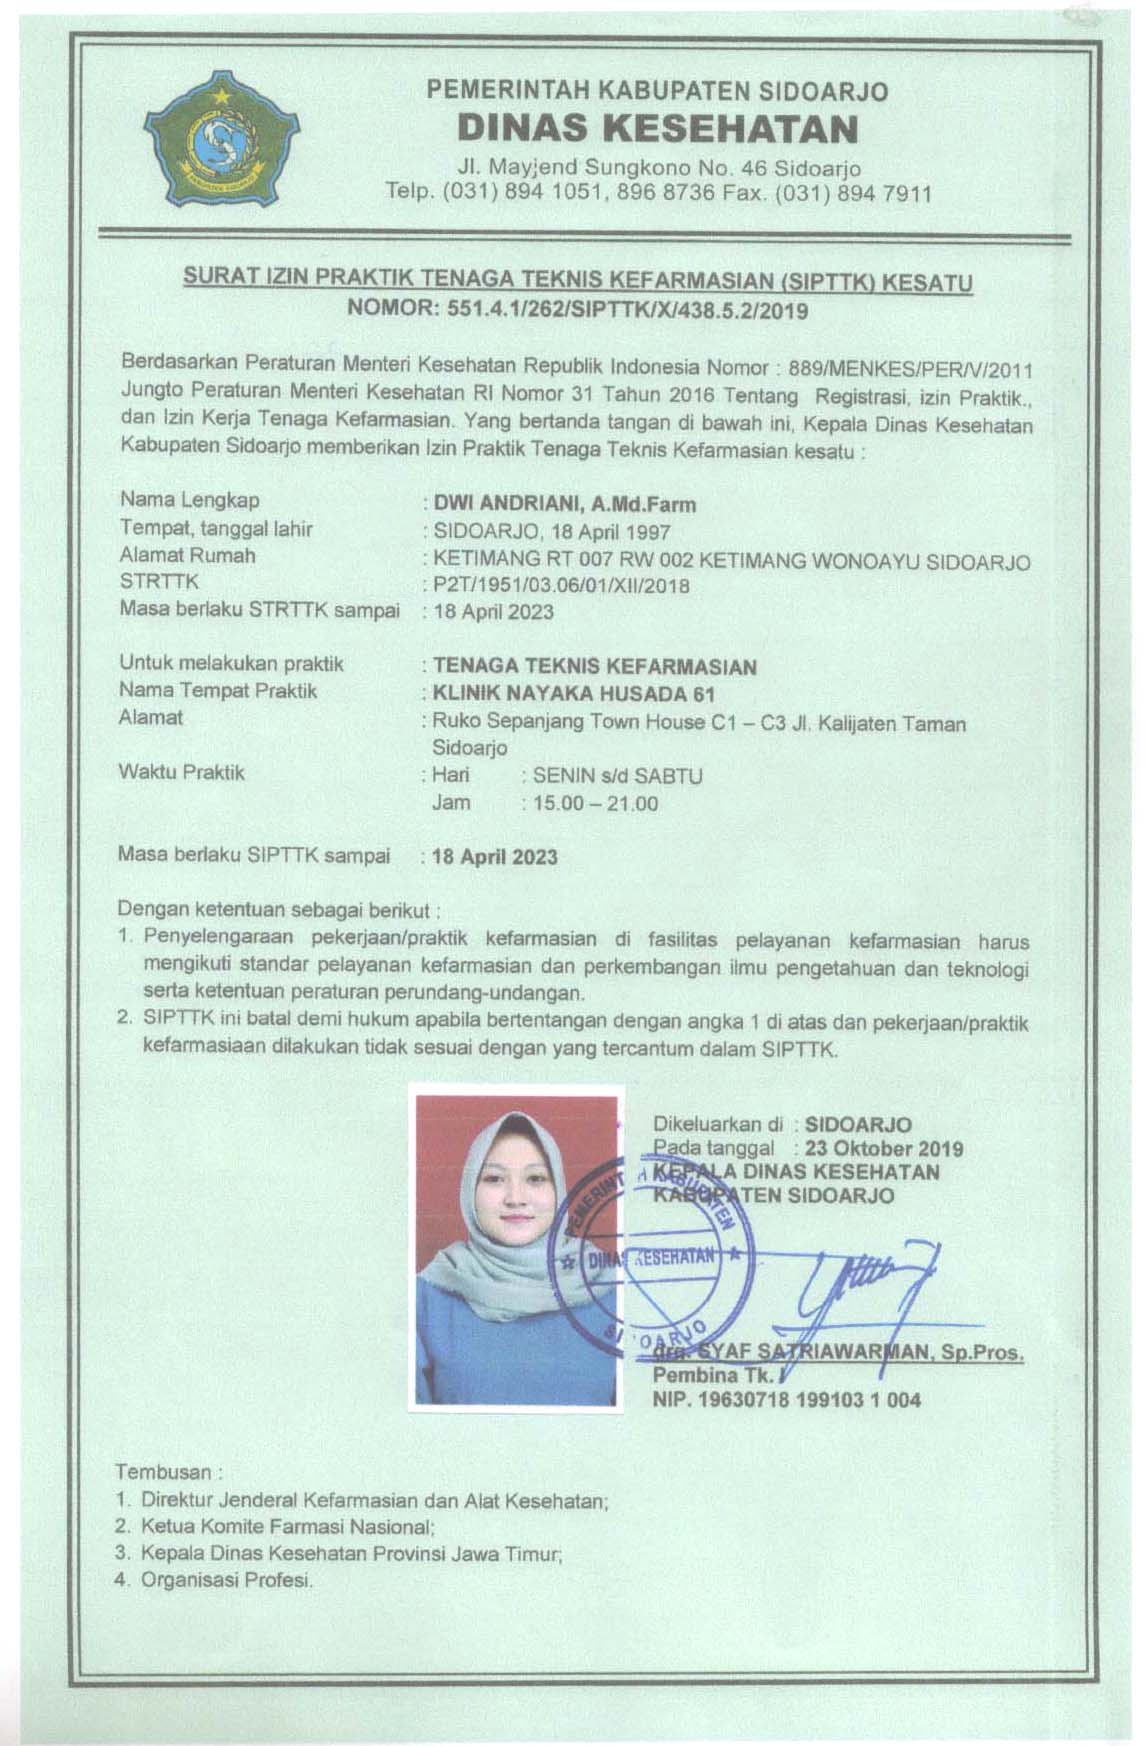 PEMERINTAH KABUPATEN SIDOARJO
DINAS KESEHATAN
Jl. Mayjend Sungkono No. 46 Sidoarjo
Telp. (031) 894 1051, 896 8736 Fax. (031) 894 7911
KABUPATEN SIDOARJO
SURAT IZIN PRAKTIK TENAGA TEKNIS KEFARMASIAN (SIPTTK) KESATU
NOMOR: 551.4.1/262/SIPTTK/X/438.5.2/2019
Berdasarkan Peraturan Menteri Kesehatan Republik Indonesia Nomor : 889/MENKES/PER/V/2011
Jungto Peraturan Menteri Kesehatan RI Nomor 31 Tahun 2016 Tentang Registrasi, izin Praktik.,
dan Izin Kerja Tenaga Kefarmasian. Yang bertanda tangan di bawah ini, Kepala Dinas Kesehatan
Kabupaten Sidoarjo memberikan Izin Praktik Tenaga Teknis Kefarmasian kesatu :
Nama Lengkap : DWI ANDRIANI, A.Md.Farm
Tempat, tanggal lahir : SIDOARJO, 18 April 1997
Alamat Rumah : KETIMANG RT 007 RW 002 KETIMANG WONOAYU SIDOARJO
STRTTK : P2T/1951/03.06/01/XII/2018
Masa berlaku STRTTK sampai : 18 April 2023
Untuk melakukan praktik : TENAGA TEKNIS KEFARMASIAN
Nama Tempat Praktik : KLINIK NAYAKA HUSADA 61
Alamat : Ruko Sepanjang Town House C1 – C3 Jl. Kalijaten Taman
Sidoarjo
Waktu Praktik : Hari : SENIN s/d SABTU
Jam : 15.00 – 21.00
Masa berlaku SIPTTK sampai : 18 April 2023
Dengan ketentuan sebagai berikut :
1. Penyelengaraan pekerjaan/praktik kefarmasian di fasilitas pelayanan kefarmasian harus
mengikuti standar pelayanan kefarmasian dan perkembangan ilmu pengetahuan dan teknologi
serta ketentuan peraturan perundang-undangan.
2. SIPTTK ini batal demi hukum apabila bertentangan dengan angka 1 di atas dan pekerjaan/praktik
kefarmasiaan dilakukan tidak sesuai dengan yang tercantum dalam SIPTTK.
Dikeluarkan di : SIDOARJO
Pada tanggal : 23 Oktober 2019
KEPALA DINAS KESEHATAN
KABUPATEN SIDOARJO
PEMERINTAH KABUPATEN
DINAS KESEHATAN
SIDOARJO
drg. SYAF SATRIAWARMAN, Sp.Pros.
Pembina Tk. I
NIP. 19630718 199103 1 004
Tembusan :
1. Direktur Jenderal Kefarmasian dan Alat Kesehatan;
2. Ketua Komite Farmasi Nasional;
3. Kepala Dinas Kesehatan Provinsi Jawa Timur;
4. Organisasi Profesi.